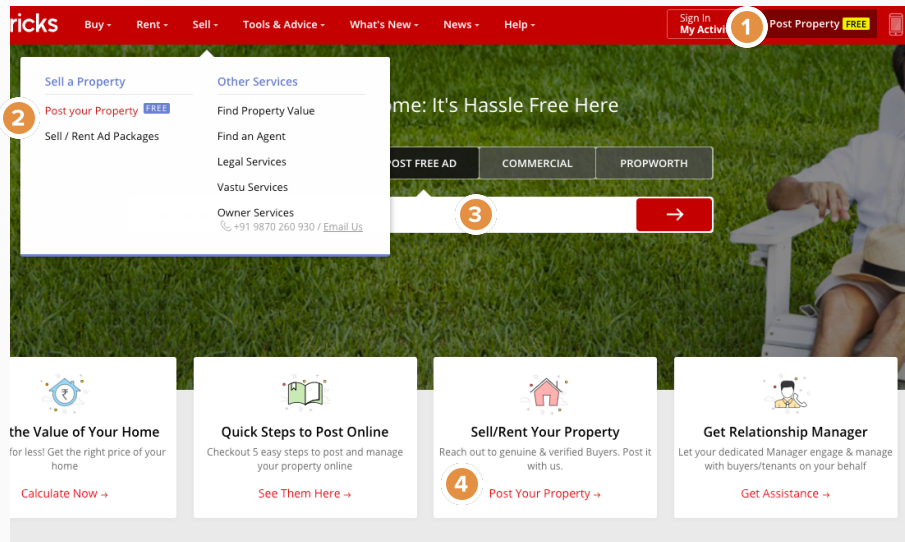 ricks Buy Rent Sell Tools & Advice What's New News Help Sign In
My Activi 1 Post Property FREE
Sell a Property Other Services
2 Post your Property FREE Find Property Value
Sell / Rent Ad Packages Find an Agent
Legal Services
Vastu Services
Owner Services
+91 9870 260 930 / Email Us
ome: It's Hassle Free Here
OST FREE AD COMMERCIAL PROPWORTH
3 →
the Value of Your Home
for less! Get the right price of your
home
Calculate Now →
Quick Steps to Post Online
Checkout 5 easy steps to post and manage
your property online
See Them Here →
Sell/Rent Your Property
Reach out to genuine & verified Buyers. Post it
with us.
4 Post Your Property →
Get Relationship Manager
Let your dedicated Manager engage & manage
with buyers/tenants on your behalf
Get Assistance →